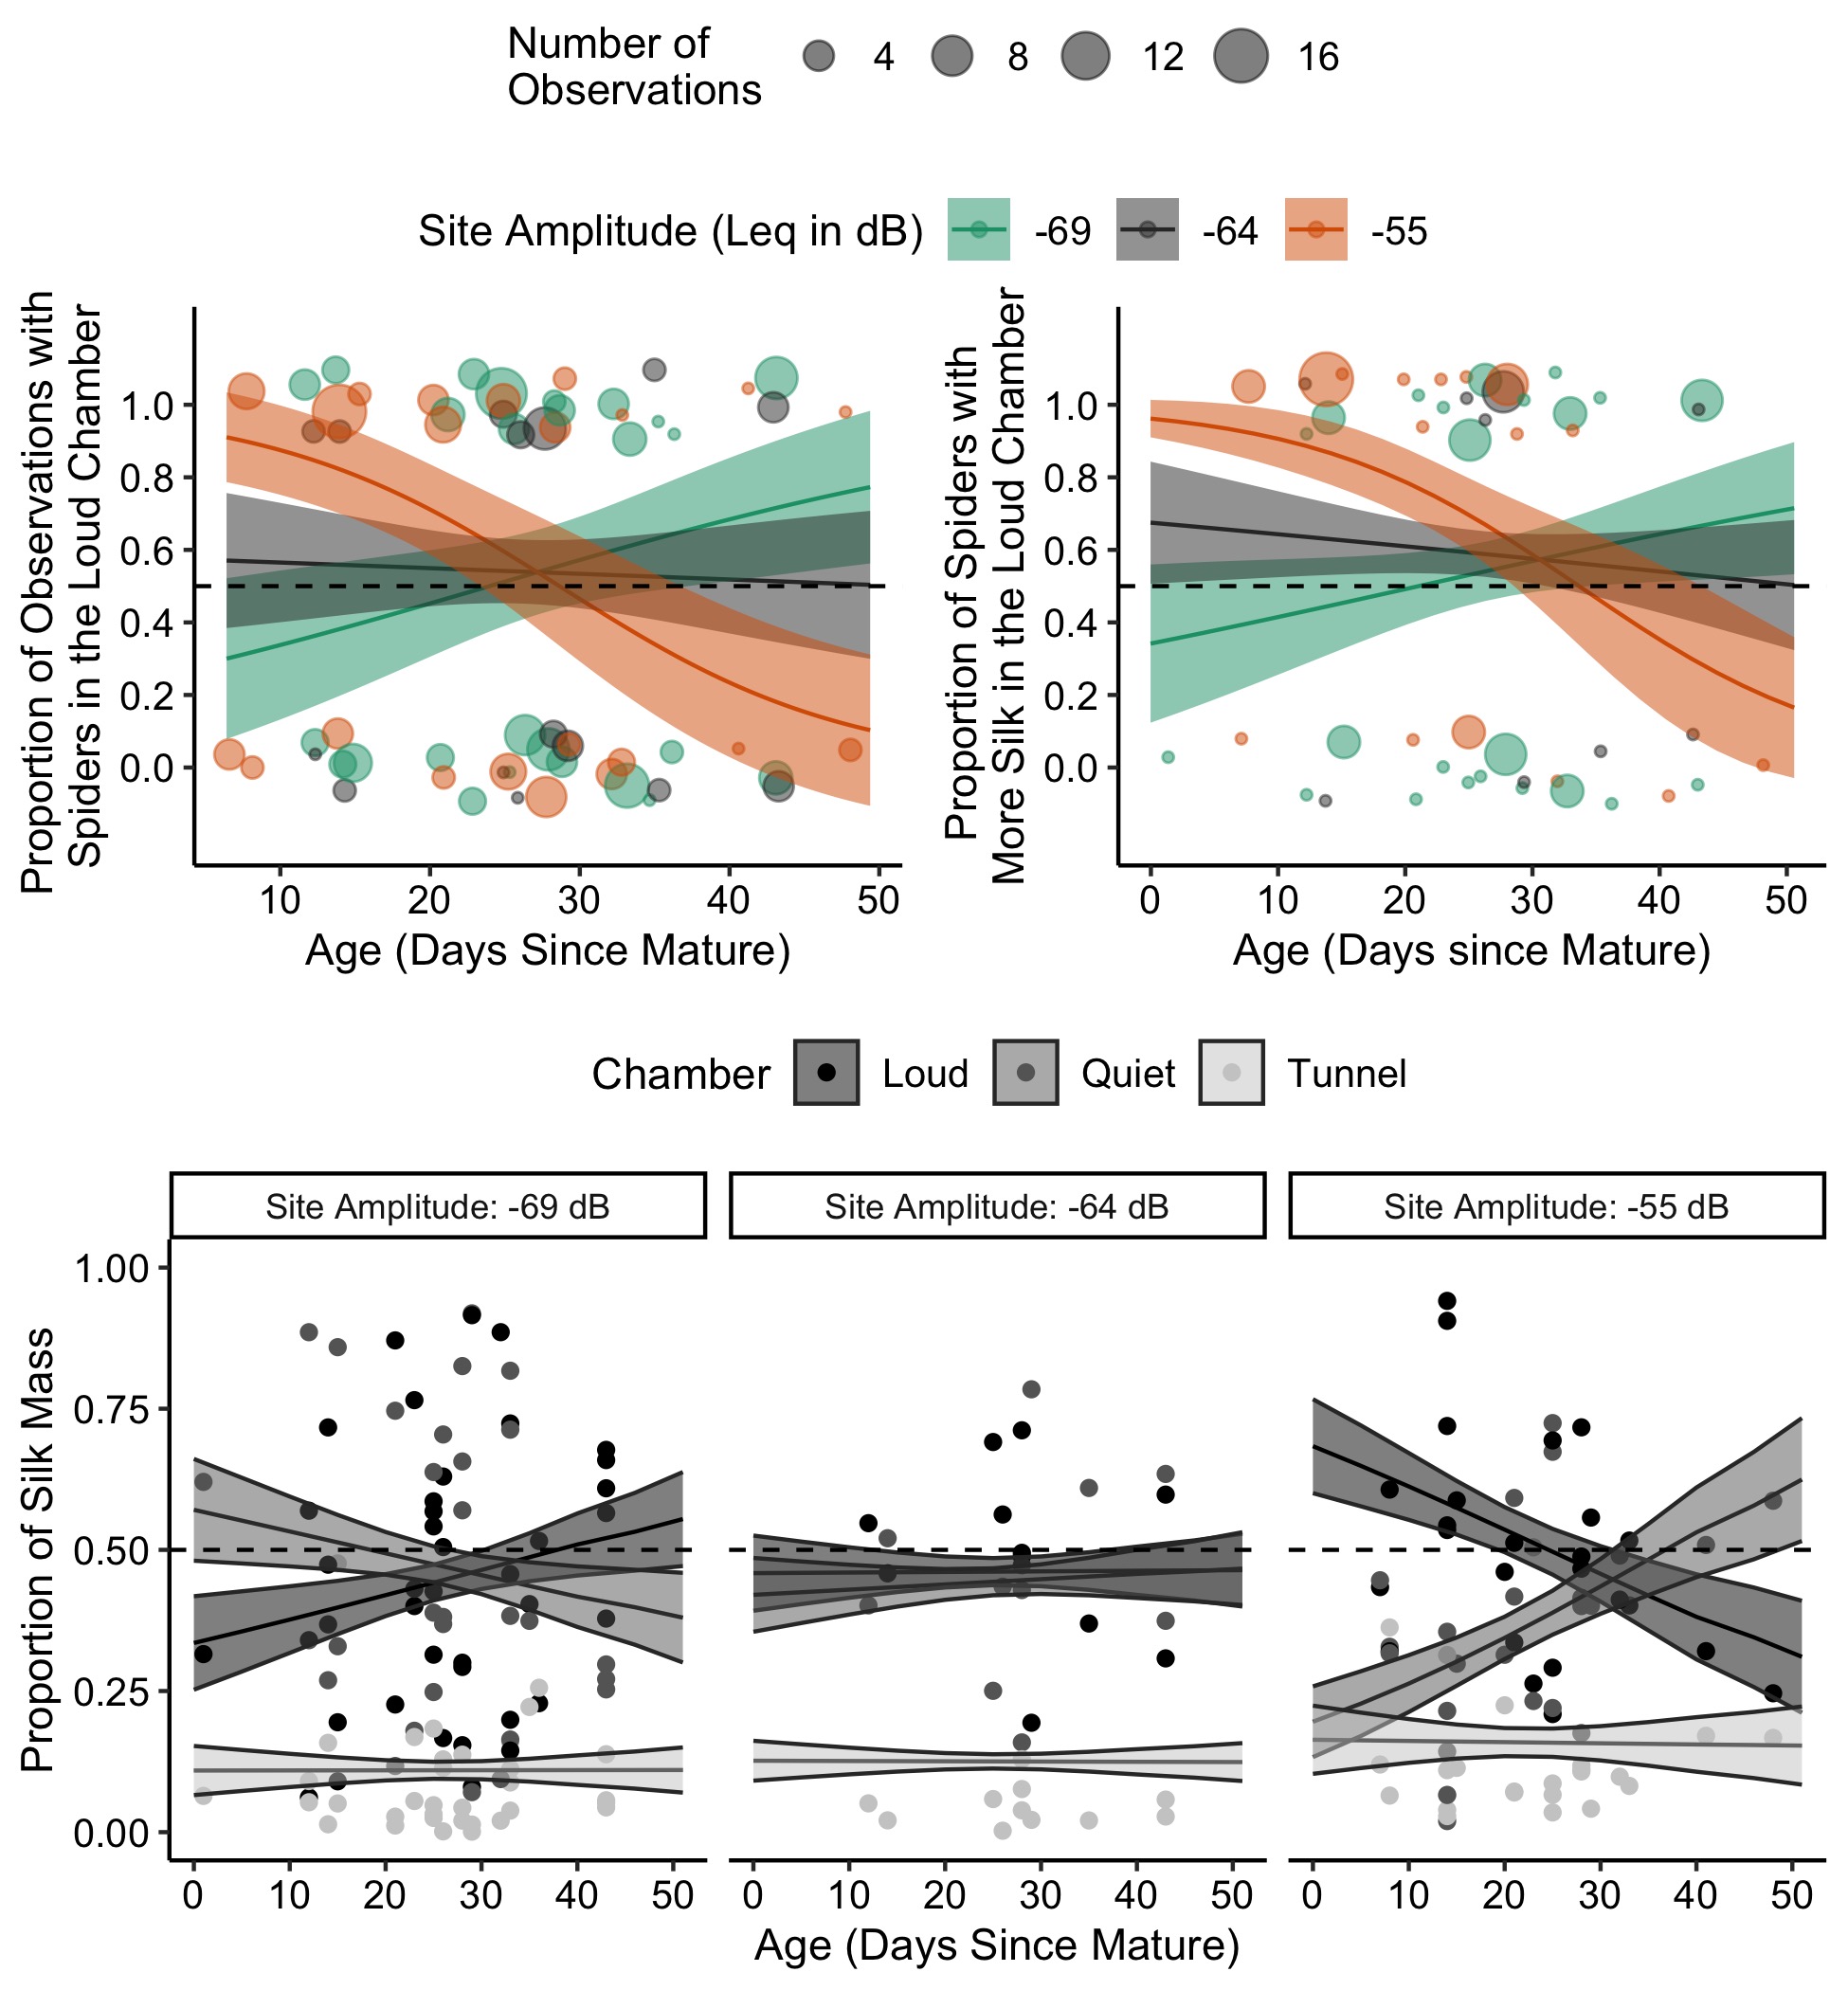 Number of
Observations
4 8 12 16
Site Amplitude (Leq in dB) -69 -64 -55
Proportion of Observations with
Spiders in the Loud Chamber
1.0
0.8
0.6
0.4
0.2
0.0
10 20 30 40 50
Age (Days Since Mature)
Proportion of Spiders with
More Silk in the Loud Chamber
1.0
0.8
0.6
0.4
0.2
0.0
0 10 20 30 40 50
Age (Days since Mature)
Chamber Loud Quiet Tunnel
Site Amplitude: -69 dB
Site Amplitude: -64 dB
Site Amplitude: -55 dB
Proportion of Silk Mass
1.00
0.75
0.50
0.25
0.00
0 10 20 30 40 50
0 10 20 30 40 50
0 10 20 30 40 50
Age (Days Since Mature)